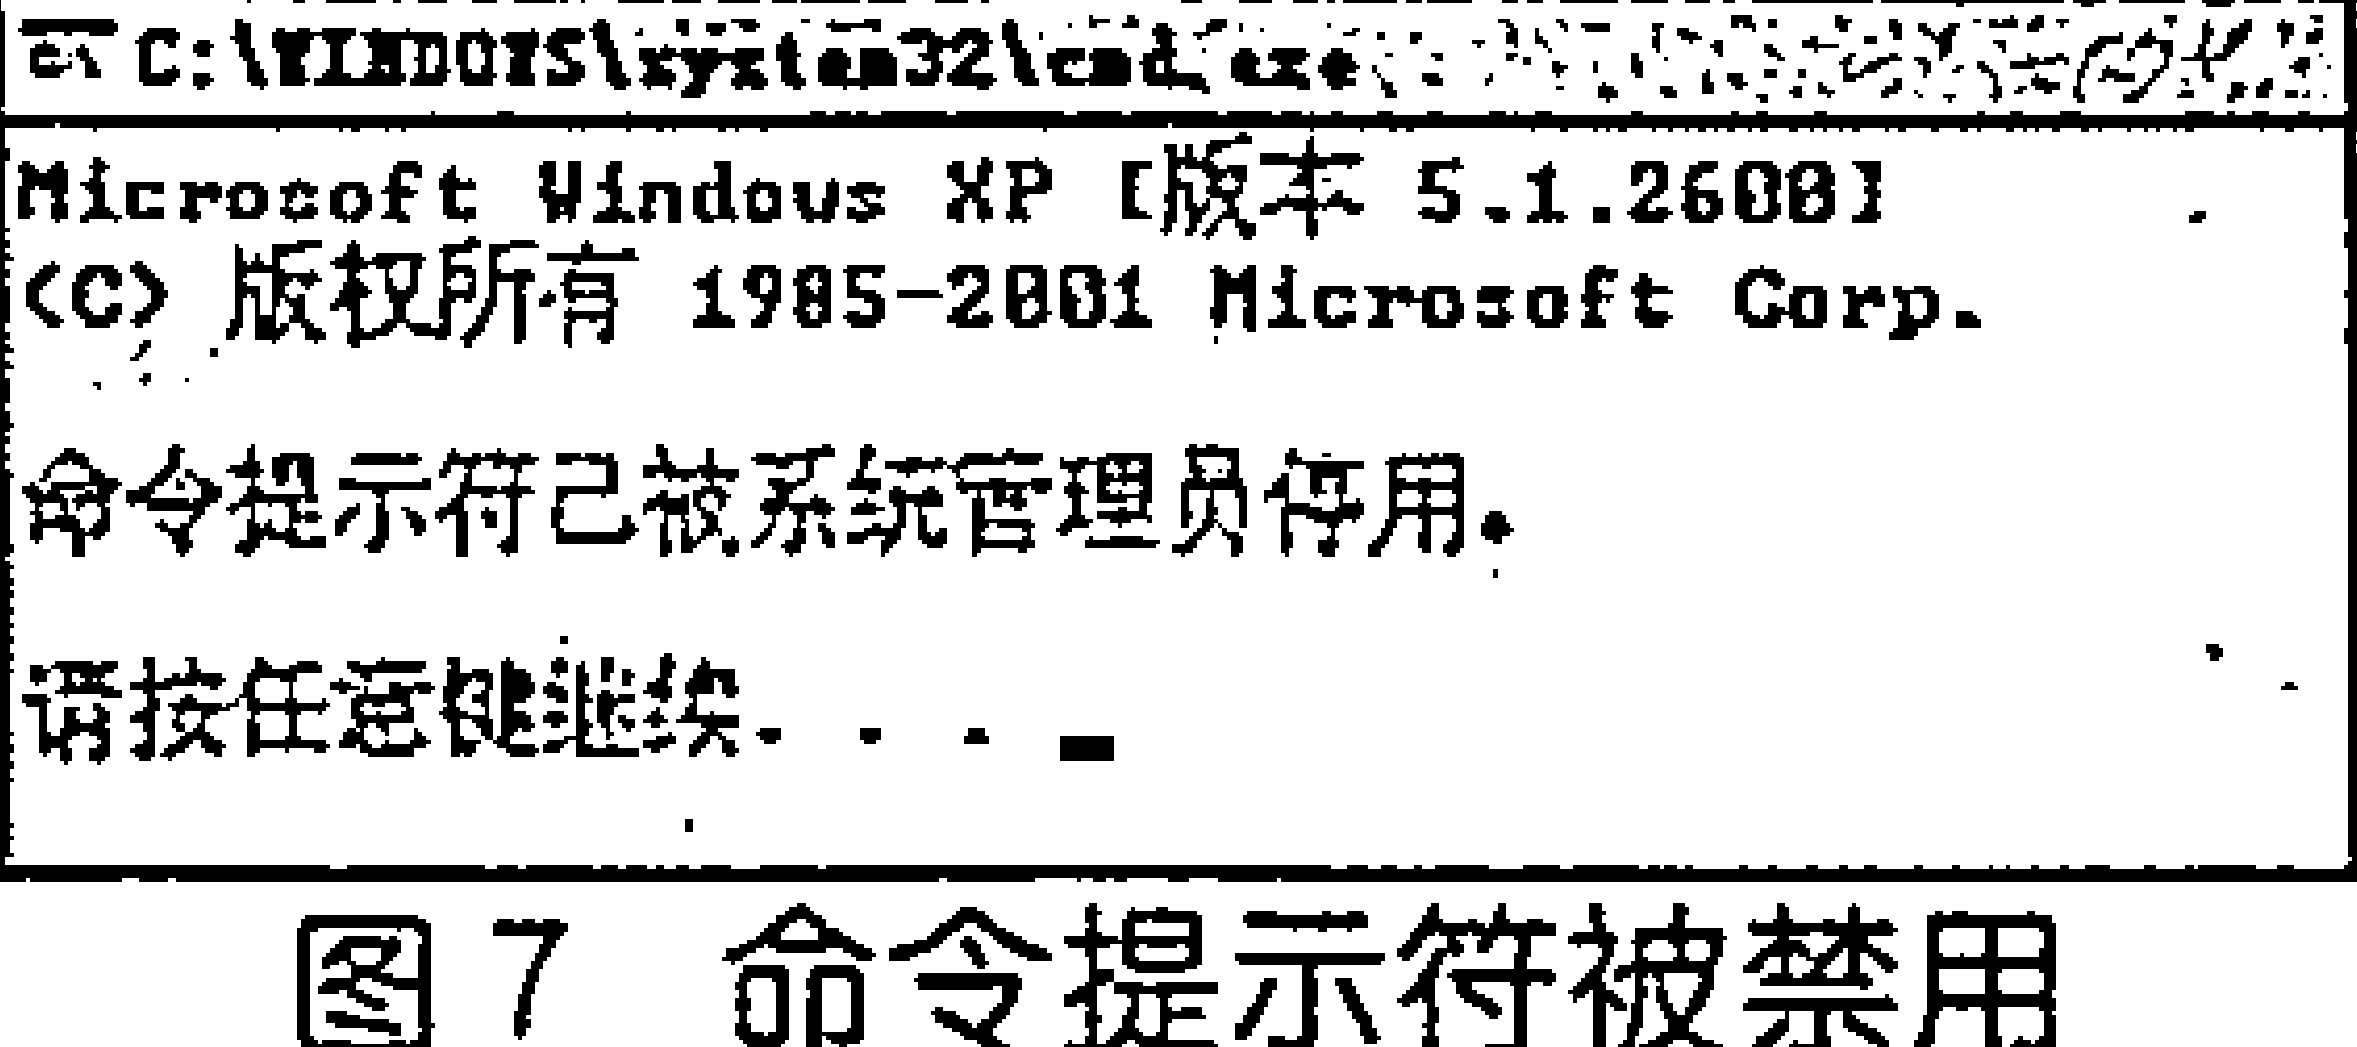 C:\WINDOWS\system32\cmd.exe
Microsoft Windows XP [版本 5.1.2600]
(C) 版权所有 1985-2001 Microsoft Corp.
命令提示符已被系统管理员停用。
请按任意键继续. . .
图7 命令提示符被禁用